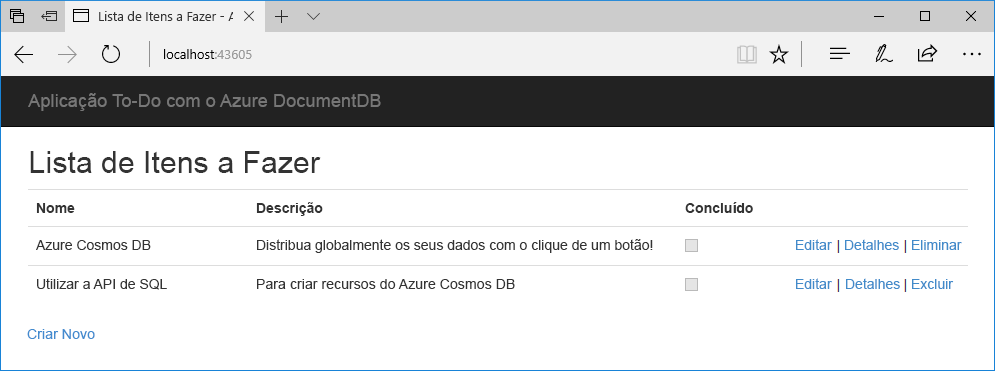 Lista de Itens a Fazer - A
localhost:43605
Aplicação To-Do com o Azure DocumentDB
Lista de Itens a Fazer
Nome Descrição Concluído
Azure Cosmos DB Distribua globalmente os seus dados com o clique de um botão! Editar | Detalhes | Eliminar
Utilizar a API de SQL Para criar recursos do Azure Cosmos DB Editar | Detalhes | Excluir
Criar Novo